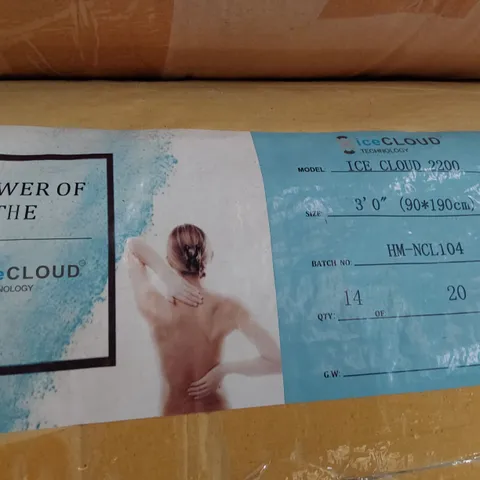 OWER OF
THE
eCLOUD
NOLOGY
iceCLOUD
TECHNOLOGY
MODEL: ICE CLOUD 2200
SIZE: 3'0" (90*190cm)
BATCH NO: HM-NCL104
QTY: 14 OF 20
G.W: